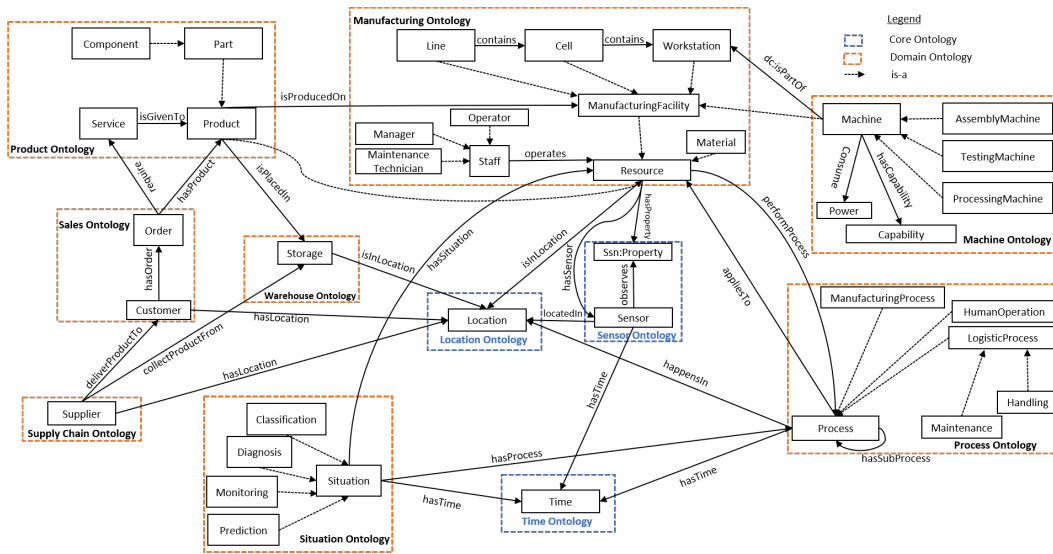 Manufacturing Ontology
Legend
Core Ontology
Domain Ontology
is-a
Component
Part
Service
isGivenTo
Product
Product Ontology
isProducedOn
Line
contains
Cell
contains
Workstation
ManufacturingFacility
Operator
Manager
Maintenance
Technician
Staff
operates
Material
Resource
dc:isPartOf
Machine
AssemblyMachine
TestingMachine
ProcessingMachine
Consume
hasCapability
Power
Capability
Machine Ontology
require
hasProduct
isPlacedIn
Sales Ontology
Order
hasOrder
Customer
Storage
Warehouse Ontology
isInLocation
hasSituation
isInLocation
hasSensor
hasProperty
performProcess
appliesTo
Ssn:Property
observes
Sensor
Sensor Ontology
locatedIn
Location
Location Ontology
hasLocation
deliverProductTo
collectProductFrom
hasLocation
Supplier
Supply Chain Ontology
ManufacturingProcess
HumanOperation
LogisticProcess
Handling
Maintenance
Process
Process Ontology
hasSubProcess
happensIn
hasTime
Classification
Diagnosis
Monitoring
Prediction
Situation
Situation Ontology
hasProcess
hasTime
hasTime
Time
Time Ontology